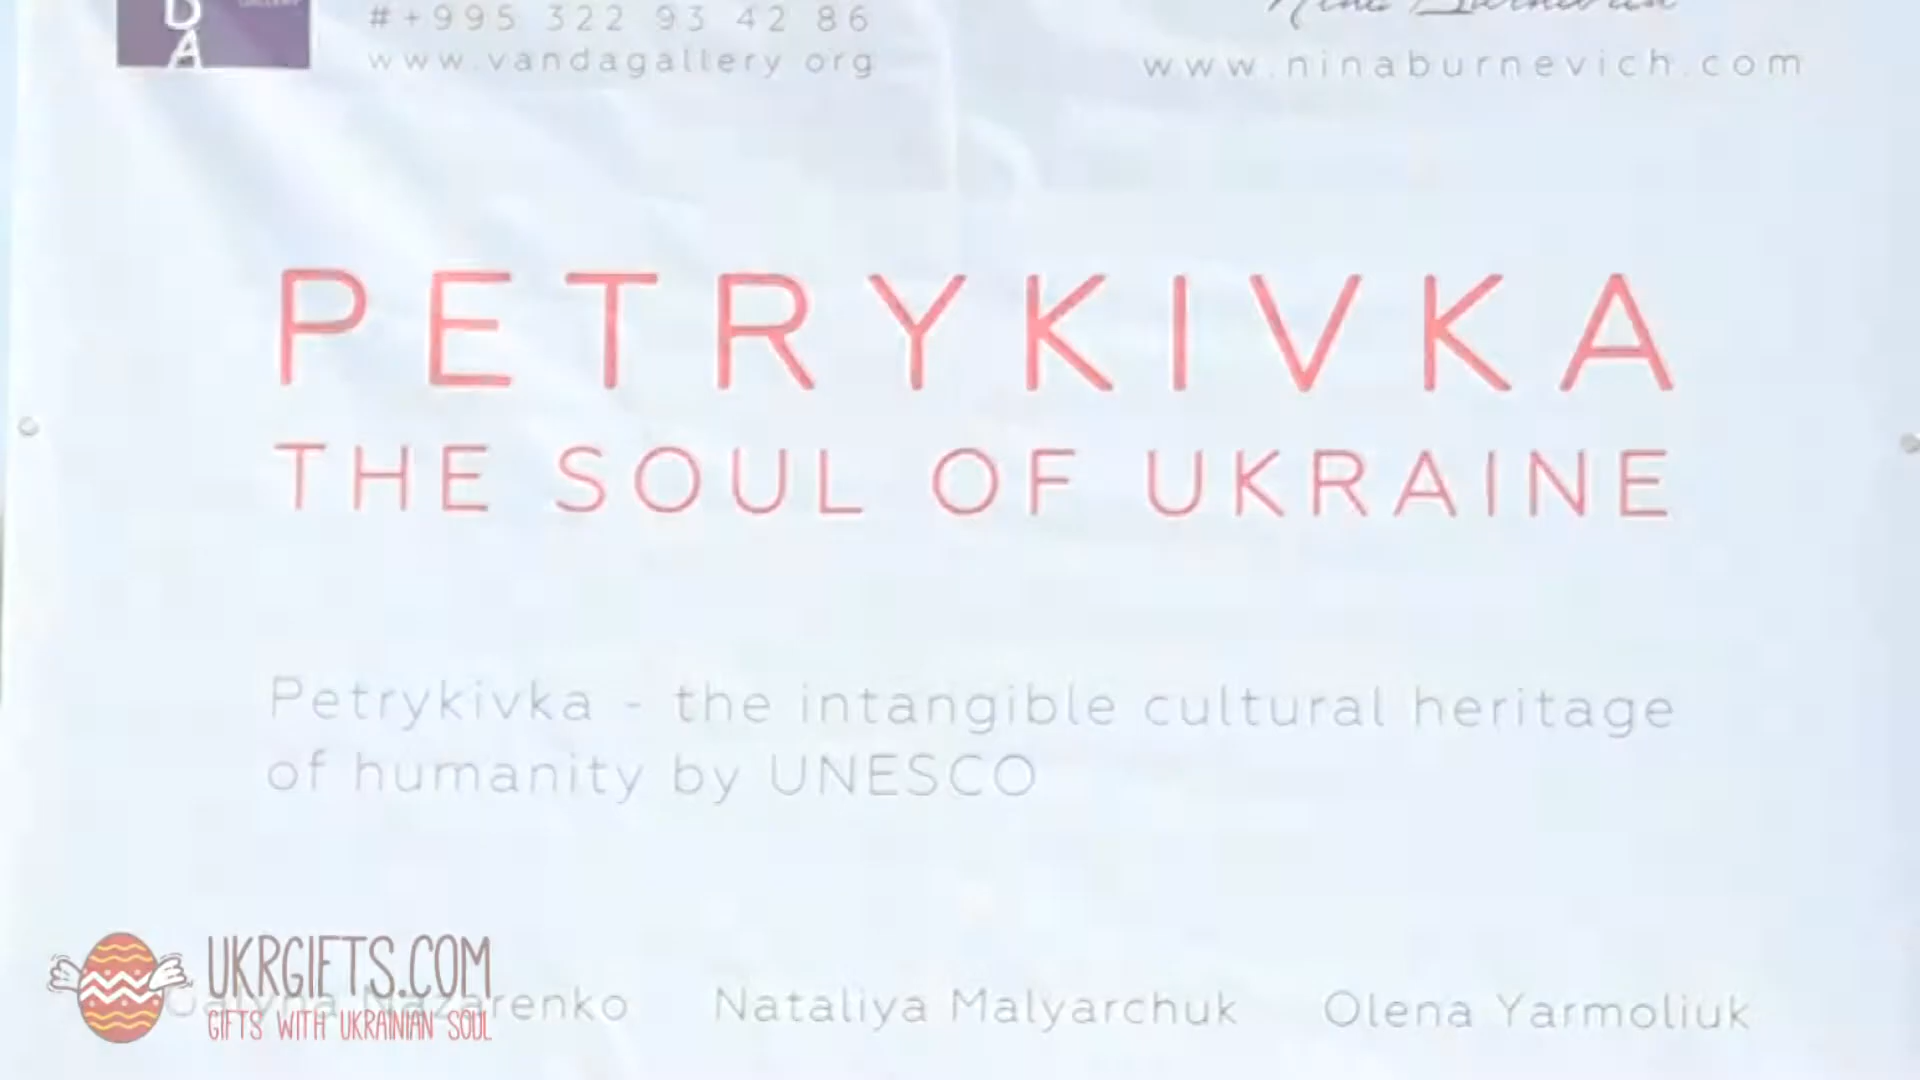 D
A
#+995 322 93 42 86
www.vandagallery.org
www.ninaburnevich.com
PETRYKIVKA
THE SOUL OF UKRAINE
Petrykivka - the intangible cultural heritage
of humanity by UNESCO
Nazarenko Nataliya Malyarchuk Olena Yarmoliuk
UKRGIFTS.COM
GIFTS WITH UKRAINIAN SOUL